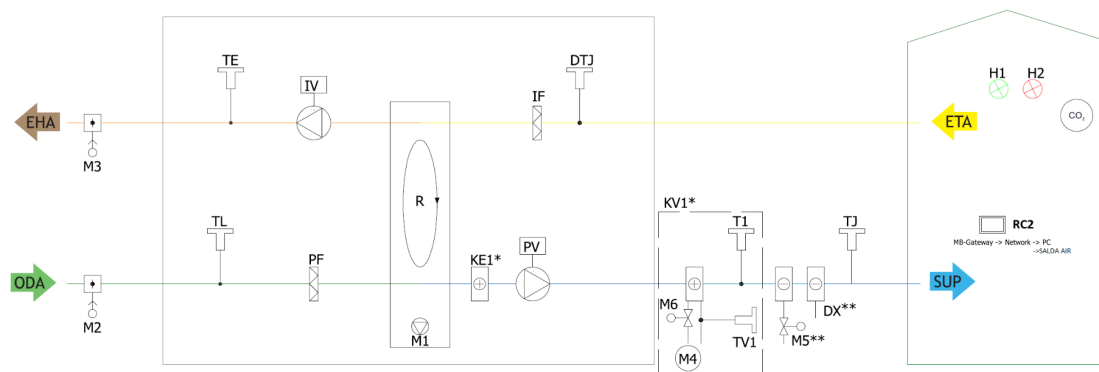 TE
IV
IF
DTJ
H1 H2
CO2
EHA
ETA
M3
R
KV1*
TL
T1
TJ
RC2
MB-Gateway -> Network -> PC
->SALDA AIR
PF
KE1*
PV
ODA
SUP
M2
M1
M6
DX**
M4
TV1
M5**